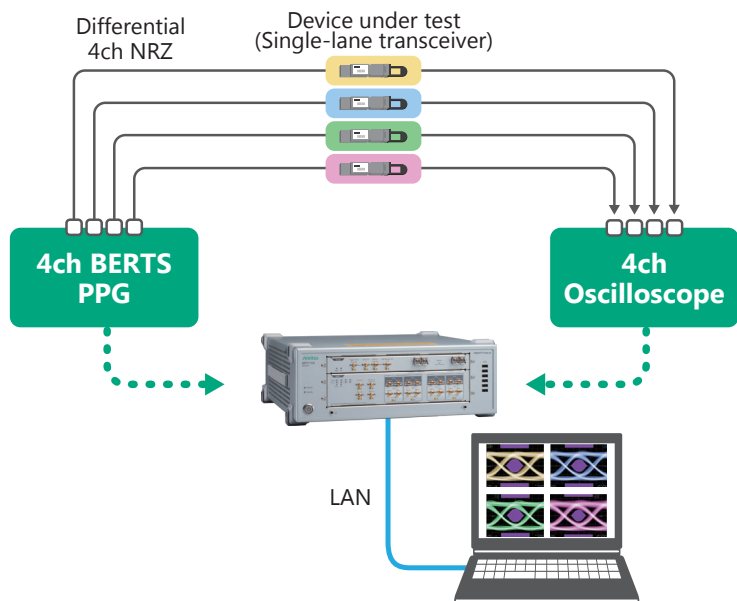 Differential
4ch NRZ
Device under test
(Single-lane transceiver)
4ch BERTS
PPG
4ch
Oscilloscope
LAN